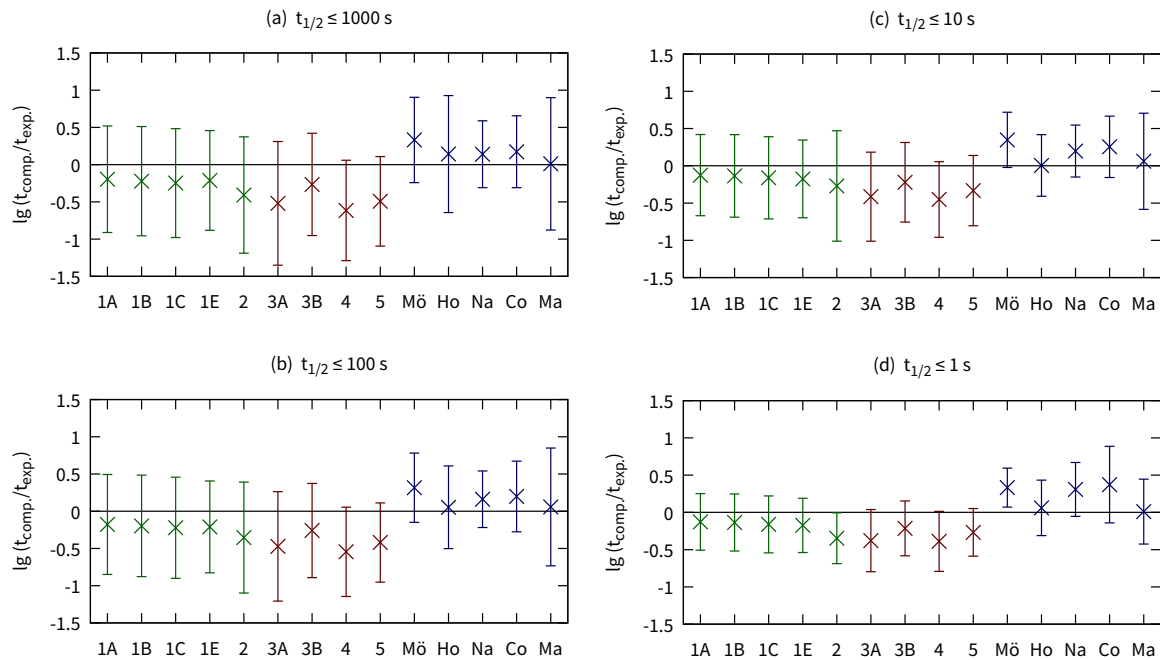 (a) t1/2 ≤ 1000 s
lg (tcomp./texp.)
1.5
1
0.5
0
-0.5
-1
-1.5
1A 1B 1C 1E 2 3A 3B 4 5 Mö Ho Na Co Ma
(c) t1/2 ≤ 10 s
lg (tcomp./texp.)
1.5
1
0.5
0
-0.5
-1
-1.5
1A 1B 1C 1E 2 3A 3B 4 5 Mö Ho Na Co Ma
(b) t1/2 ≤ 100 s
lg (tcomp./texp.)
1.5
1
0.5
0
-0.5
-1
-1.5
1A 1B 1C 1E 2 3A 3B 4 5 Mö Ho Na Co Ma
(d) t1/2 ≤ 1 s
lg (tcomp./texp.)
1.5
1
0.5
0
-0.5
-1
-1.5
1A 1B 1C 1E 2 3A 3B 4 5 Mö Ho Na Co Ma